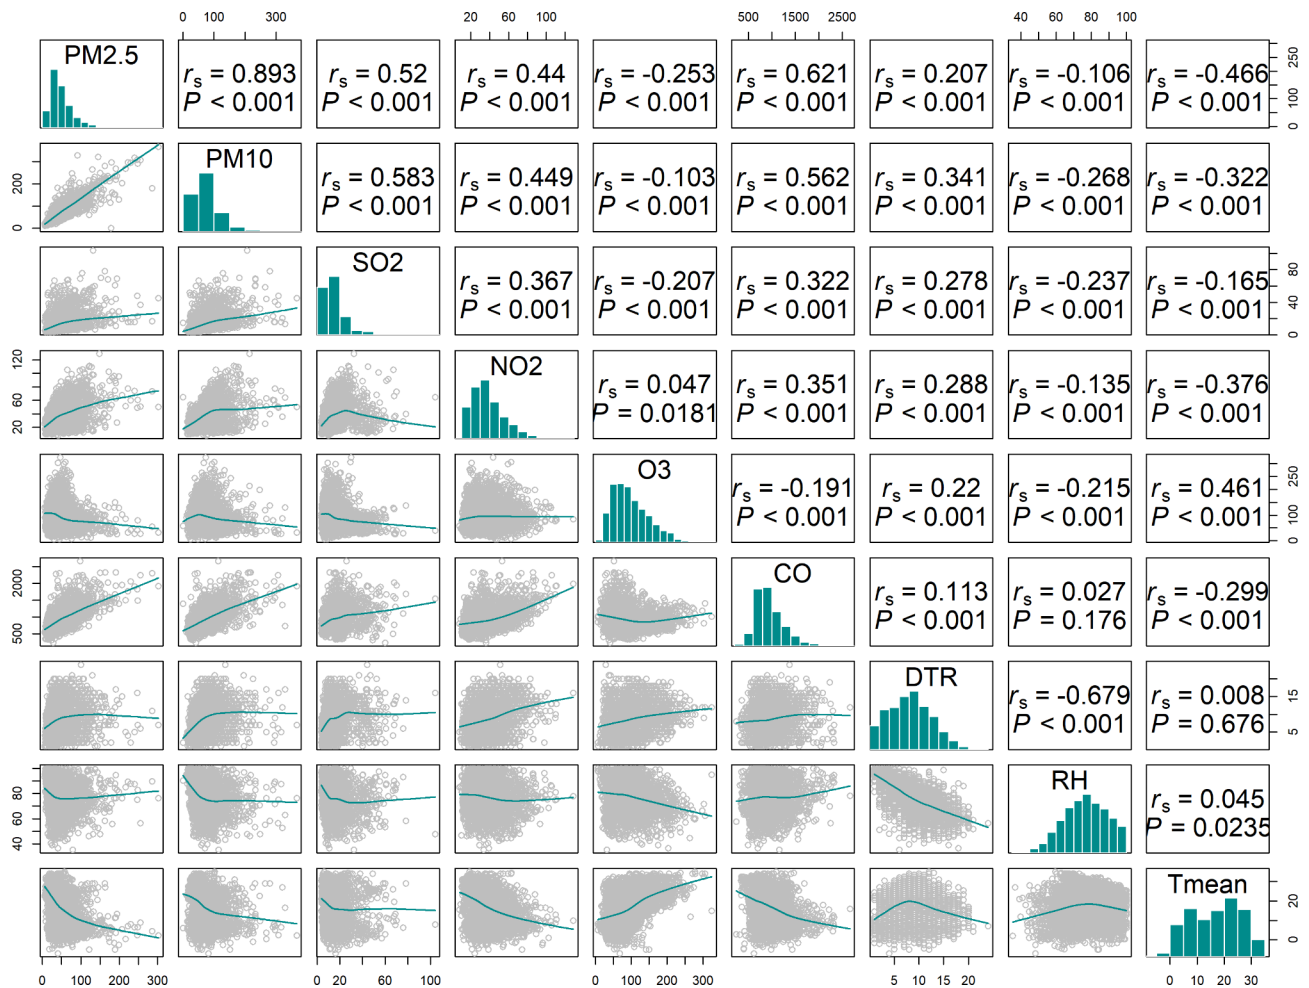 0 100 300 20 60 100 500 1500 2500 40 60 80 100
PM2.5
rs = 0.893 rs = 0.52 rs = 0.44 rs = -0.253 rs = 0.621 rs = 0.207 rs = -0.106 rs = -0.466
P < 0.001 P < 0.001 P < 0.001 P < 0.001 P < 0.001 P < 0.001 P < 0.001 P < 0.001
0 100 250
PM10
rs = 0.583 rs = 0.449 rs = -0.103 rs = 0.562 rs = 0.341 rs = -0.268 rs = -0.322
P < 0.001 P < 0.001 P < 0.001 P < 0.001 P < 0.001 P < 0.001 P < 0.001
0 200
SO2
rs = 0.367 rs = -0.207 rs = 0.322 rs = 0.278 rs = -0.237 rs = -0.165
P < 0.001 P < 0.001 P < 0.001 P < 0.001 P < 0.001 P < 0.001
0 40 80
NO2
rs = 0.047 rs = 0.351 rs = 0.288 rs = -0.135 rs = -0.376
P = 0.0181 P < 0.001 P < 0.001 P < 0.001 P < 0.001
20 60 120
O3
rs = -0.191 rs = 0.22 rs = -0.215 rs = 0.461
P < 0.001 P < 0.001 P < 0.001 P < 0.001
0 100 250
CO
rs = 0.113 rs = 0.027 rs = -0.299
P < 0.001 P = 0.176 P < 0.001
500 2000
DTR
rs = -0.679 rs = 0.008
P < 0.001 P = 0.676
5 15
RH
rs = 0.045
P = 0.0235
40 60 80
Tmean
0 20
0 100 200 300 0 20 60 100 0 100 200 300 5 10 15 20 0 10 20 30